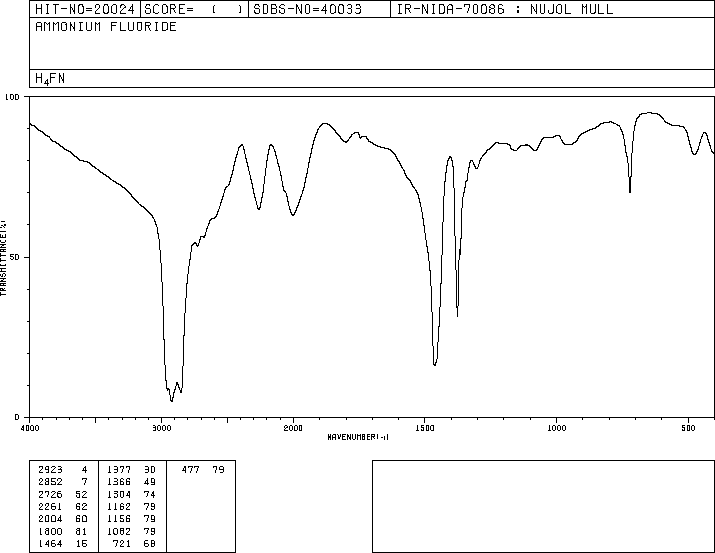 HIT-NO=20024 SCORE= ( ) SDBS-NO=40033 IR-NIDA-70086 : NUJOL MULL
AMMONIUM FLUORIDE
H4FN
100
50
0
TRANSMITTANCE(%)
4000 3000 2000 1500 1000 500
WAVENUMBER(-1)
2923 4 1377 30 477 79
2852 7 1366 49
2726 52 1304 74
2261 62 1162 79
2004 60 1156 79
1800 81 1082 79
1464 15 721 68